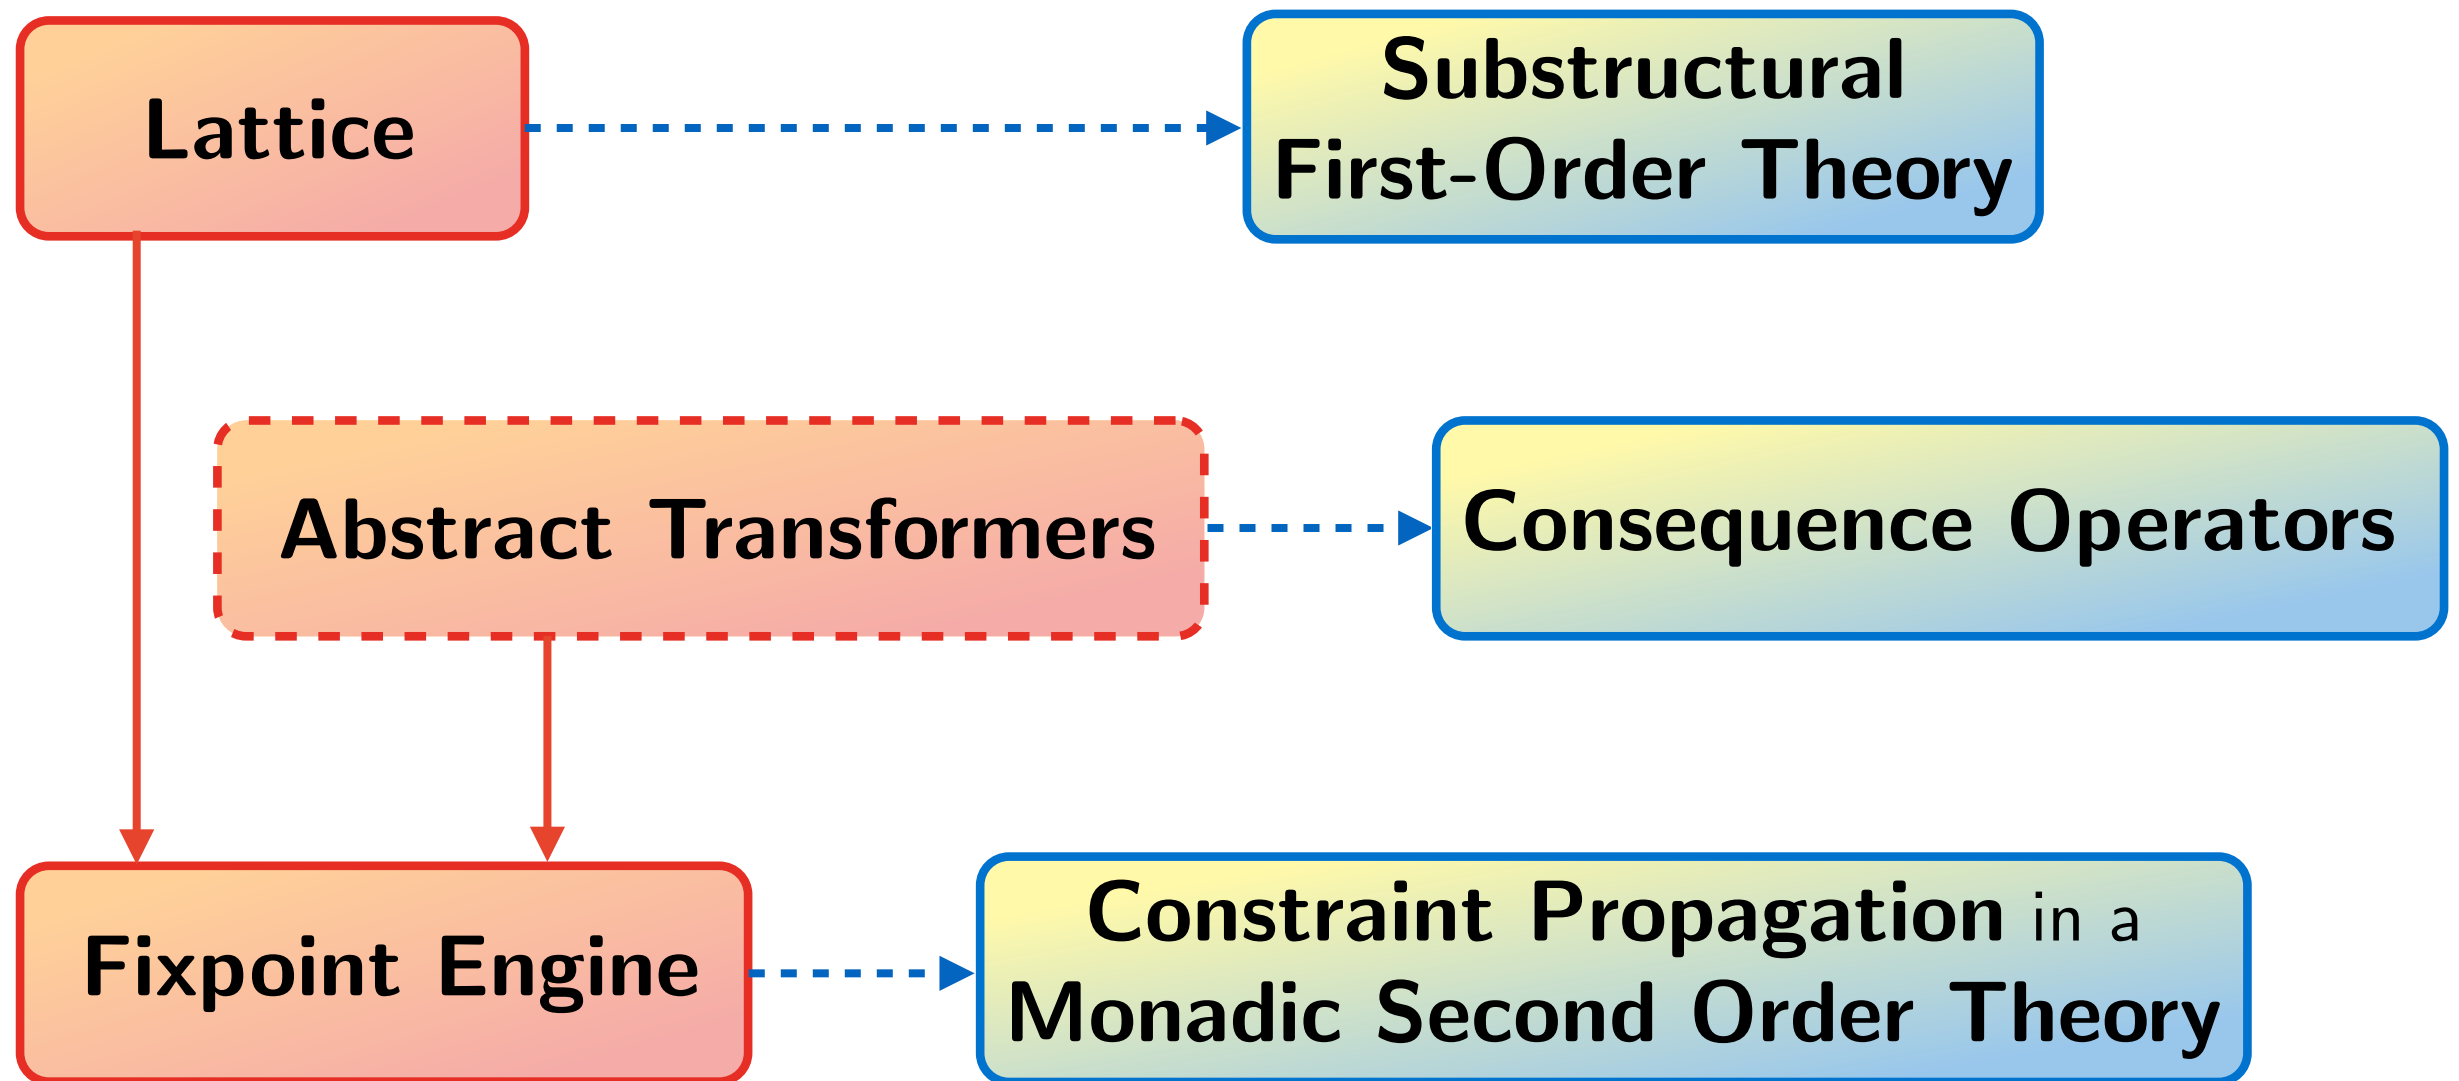 Lattice
Substructural
First-Order Theory
Abstract Transformers
Consequence Operators
Fixpoint Engine
Constraint Propagation in a
Monadic Second Order Theory